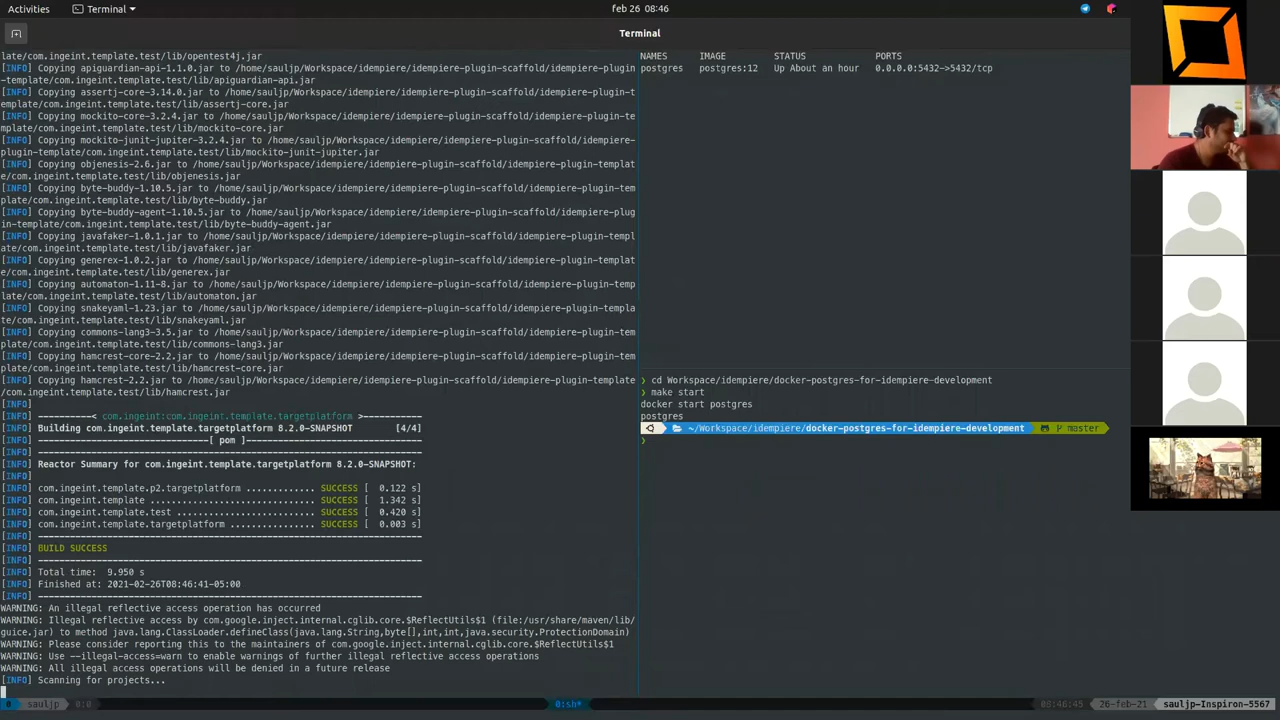 Activities
Terminal
feb 26 08:46
Terminal
late/com.ingeint.template.test/lib/opentest4j.jar
[INFO] Copying apiguardian-api-1.1.0.jar to /home/sauljp/Workspace/idempiere-plugin-scaffold/idempiere-plugin
-template/com.ingeint.template.test/lib/apiguardian-api.jar
[INFO] Copying assertj-core-3.14.0.jar to /home/sauljp/Workspace/idempiere-plugin-scaffold/idempiere-plugin-t
emplate/com.ingeint.template.test/lib/assertj-core.jar
[INFO] Copying mockito-core-3.2.4.jar to /home/sauljp/Workspace/idempiere-plugin-scaffold/idempiere-plugin-te
mplate/com.ingeint.template.test/lib/mockito-core.jar
[INFO] Copying mockito-junit-jupiter-3.2.4.jar to /home/sauljp/Workspace/idempiere-plugin-scaffold/idempiere-
plugin-template/com.ingeint.template.test/lib/mockito-junit-jupiter.jar
[INFO] Copying objenesis-2.6.jar to /home/sauljp/Workspace/idempiere-plugin-scaffold/idempiere-plugin-templat
e/com.ingeint.template.test/lib/objenesis.jar
[INFO] Copying byte-buddy-1.10.5.jar to /home/sauljp/Workspace/idempiere-plugin-scaffold/idempiere-plugin-tem
plate/com.ingeint.template.test/lib/byte-buddy.jar
[INFO] Copying byte-buddy-agent-1.10.5.jar to /home/sauljp/Workspace/idempiere-plugin-scaffold/idempiere-plug
in-template/com.ingeint.template.test/lib/byte-buddy-agent.jar
[INFO] Copying javafaker-1.0.1.jar to /home/sauljp/Workspace/idempiere-plugin-scaffold/idempiere-plugin-templ
ate/com.ingeint.template.test/lib/javafaker.jar
[INFO] Copying generex-1.0.2.jar to /home/sauljp/Workspace/idempiere-plugin-scaffold/idempiere-plugin-templat
e/com.ingeint.template.test/lib/generex.jar
[INFO] Copying automaton-1.11-8.jar to /home/sauljp/Workspace/idempiere-plugin-scaffold/idempiere-plugin-temp
late/com.ingeint.template.test/lib/automaton.jar
[INFO] Copying snakeyaml-1.23.jar to /home/sauljp/Workspace/idempiere-plugin-scaffold/idempiere-plugin-templa
te/com.ingeint.template.test/lib/snakeyaml.jar
[INFO] Copying commons-lang3-3.5.jar to /home/sauljp/Workspace/idempiere-plugin-scaffold/idempiere-plugin-tem
plate/com.ingeint.template.test/lib/commons-lang3.jar
[INFO] Copying hamcrest-core-2.2.jar to /home/sauljp/Workspace/idempiere-plugin-scaffold/idempiere-plugin-tem
plate/com.ingeint.template.test/lib/hamcrest-core.jar
[INFO] Copying hamcrest-2.2.jar to /home/sauljp/Workspace/idempiere-plugin-scaffold/idempiere-plugin-template
/com.ingeint.template.test/lib/hamcrest.jar
[INFO]
[INFO] ----------< com.ingeint:com.ingeint.template.targetplatform >-----------
[INFO] Building com.ingeint.template.targetplatform 8.2.0-SNAPSHOT [4/4]
[INFO] --------------------------------[ pom ]---------------------------------
[INFO] ------------------------------------------------------------------------
[INFO] Reactor Summary for com.ingeint.template.targetplatform 8.2.0-SNAPSHOT:
[INFO]
[INFO] com.ingeint.template.p2.targetplatform ............. SUCCESS [ 0.122 s]
[INFO] com.ingeint.template ............................... SUCCESS [ 1.342 s]
[INFO] com.ingeint.template.test .......................... SUCCESS [ 0.420 s]
[INFO] com.ingeint.template.targetplatform ................ SUCCESS [ 0.003 s]
[INFO] ------------------------------------------------------------------------
[INFO] BUILD SUCCESS
[INFO] ------------------------------------------------------------------------
[INFO] Total time: 9.950 s
[INFO] Finished at: 2021-02-26T08:46:41-05:00
[INFO] ------------------------------------------------------------------------
WARNING: An illegal reflective access operation has occurred
WARNING: Illegal reflective access by com.google.inject.internal.cglib.core.$ReflectUtils$1 (file:/usr/share/maven/lib/
guice.jar) to method java.lang.ClassLoader.defineClass(java.lang.String,byte[],int,int,java.security.ProtectionDomain)
WARNING: Please consider reporting this to the maintainers of com.google.inject.internal.cglib.core.$ReflectUtils$1
WARNING: Use --illegal-access=warn to enable warnings of further illegal reflective access operations
WARNING: All illegal access operations will be denied in a future release
[INFO] Scanning for projects...
NAMES IMAGE STATUS PORTS
postgres postgres:12 Up About an hour 0.0.0.0:5432->5432/tcp
❯ cd Workspace/idempiere/docker-postgres-for-idempiere-development
❯ make start
docker start postgres
postgres
~/Workspace/idempiere/docker-postgres-for-idempiere-development master
❯
0 sauljp 0:0 0:sh* 08:46:45 26-feb-21 sauljp-Inspiron-5567